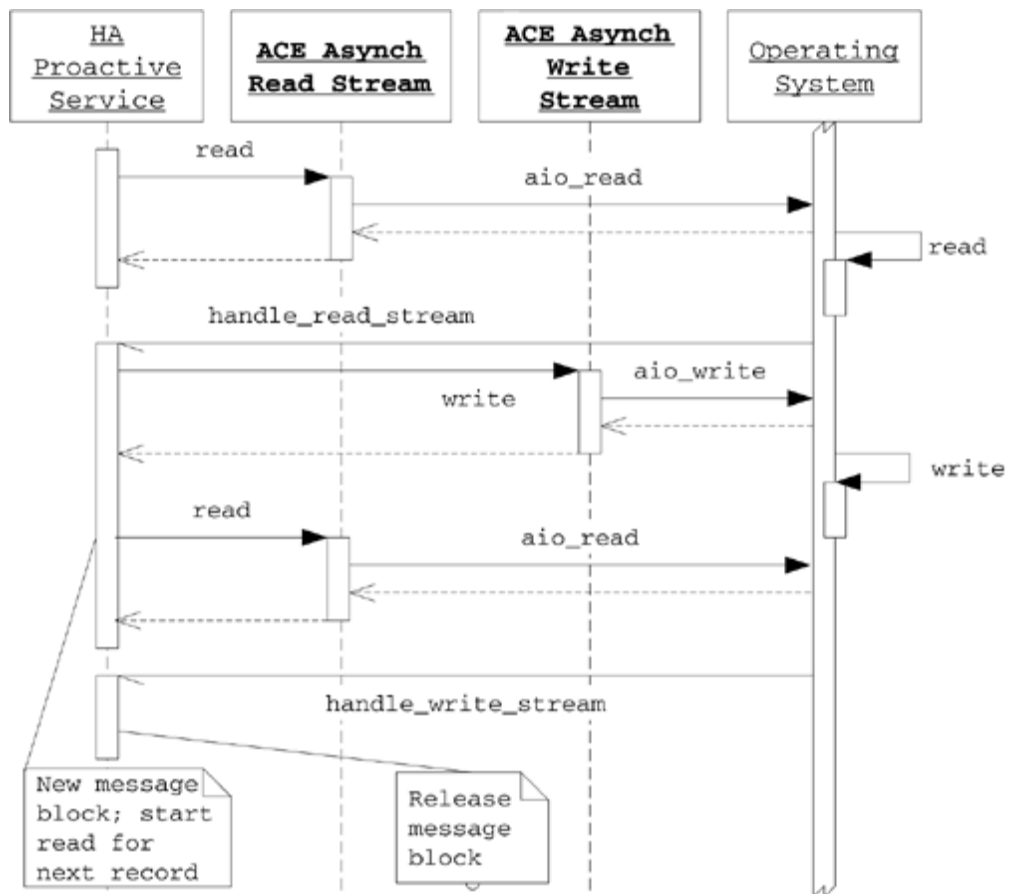 HA
Proactive
Service
ACE Asynch
Read Stream
ACE Asynch
Write
Stream
Operating
System
read
aio_read
read
handle_read_stream
aio_write
write
write
read
aio_read
handle_write_stream
New message
block; start
read for
next record
Release
message
block